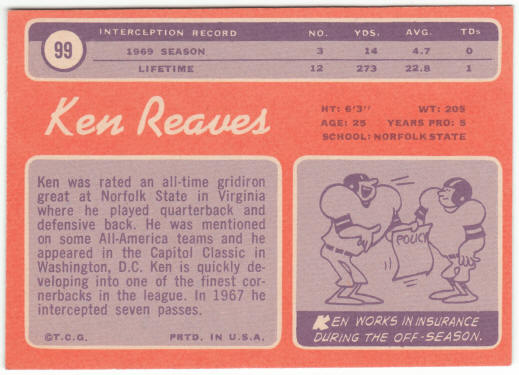 99
INTERCEPTION RECORD NO. YDS. AVG. TDs
1969 SEASON 3 14 4.7 0
LIFETIME 12 273 22.8 1
Ken Reaves
HT: 6'3" WT: 205
AGE: 25 YEARS PRO: 5
SCHOOL: NORFOLK STATE
Ken was rated an all-time gridiron
great at Norfolk State in Virginia
where he played quarterback and
defensive back. He was mentioned
on some All-America teams and he
appeared in the Capitol Classic in
Washington, D.C. Ken is quickly de-
veloping into one of the finest cor-
nerbacks in the league. In 1967 he
intercepted seven passes.
©T.C.G. PRTD. IN U.S.A.
POLICY
KEN WORKS IN INSURANCE
DURING THE OFF-SEASON.